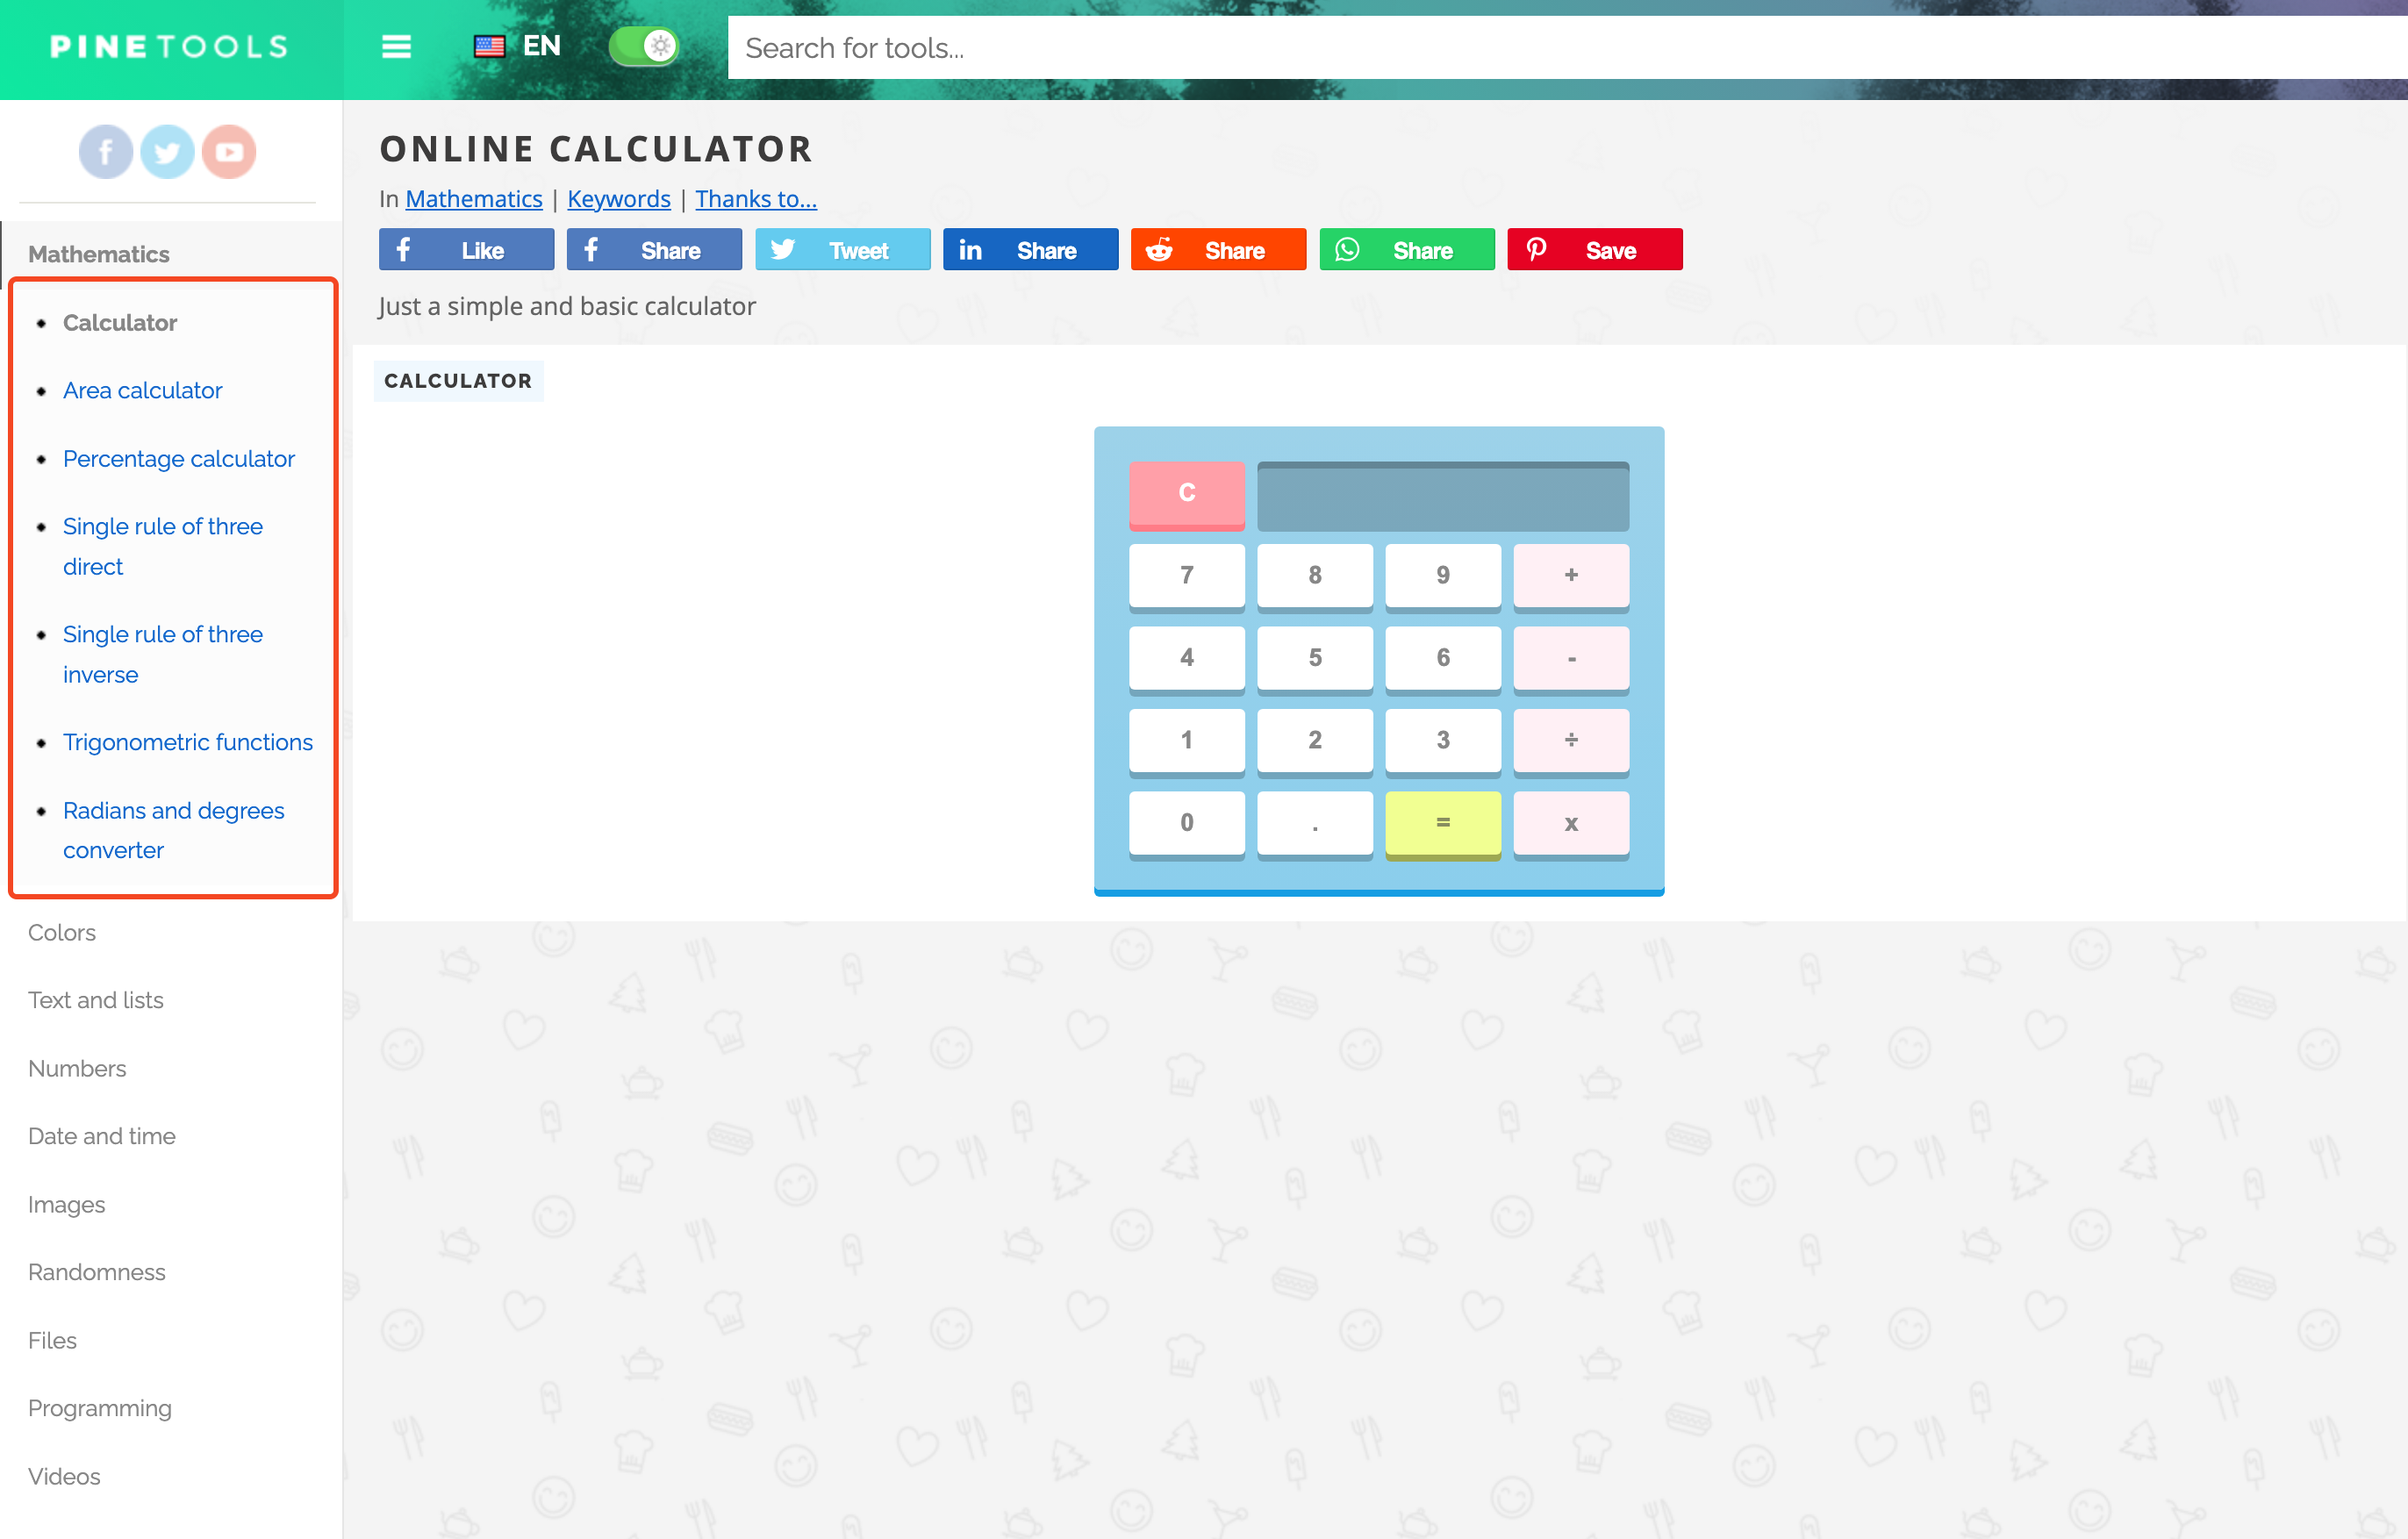 PINETOOLS
EN
Search for tools...
Mathematics
Calculator
Area calculator
Percentage calculator
Single rule of three
direct
Single rule of three
inverse
Trigonometric functions
Radians and degrees
converter
Colors
Text and lists
Numbers
Date and time
Images
Randomness
Files
Programming
Videos
ONLINE CALCULATOR
In Mathematics | Keywords | Thanks to...
Like Share Tweet Share Share Share Save
Just a simple and basic calculator
CALCULATOR
C
7 8 9 +
4 5 6 -
1 2 3 ÷
0 . = x